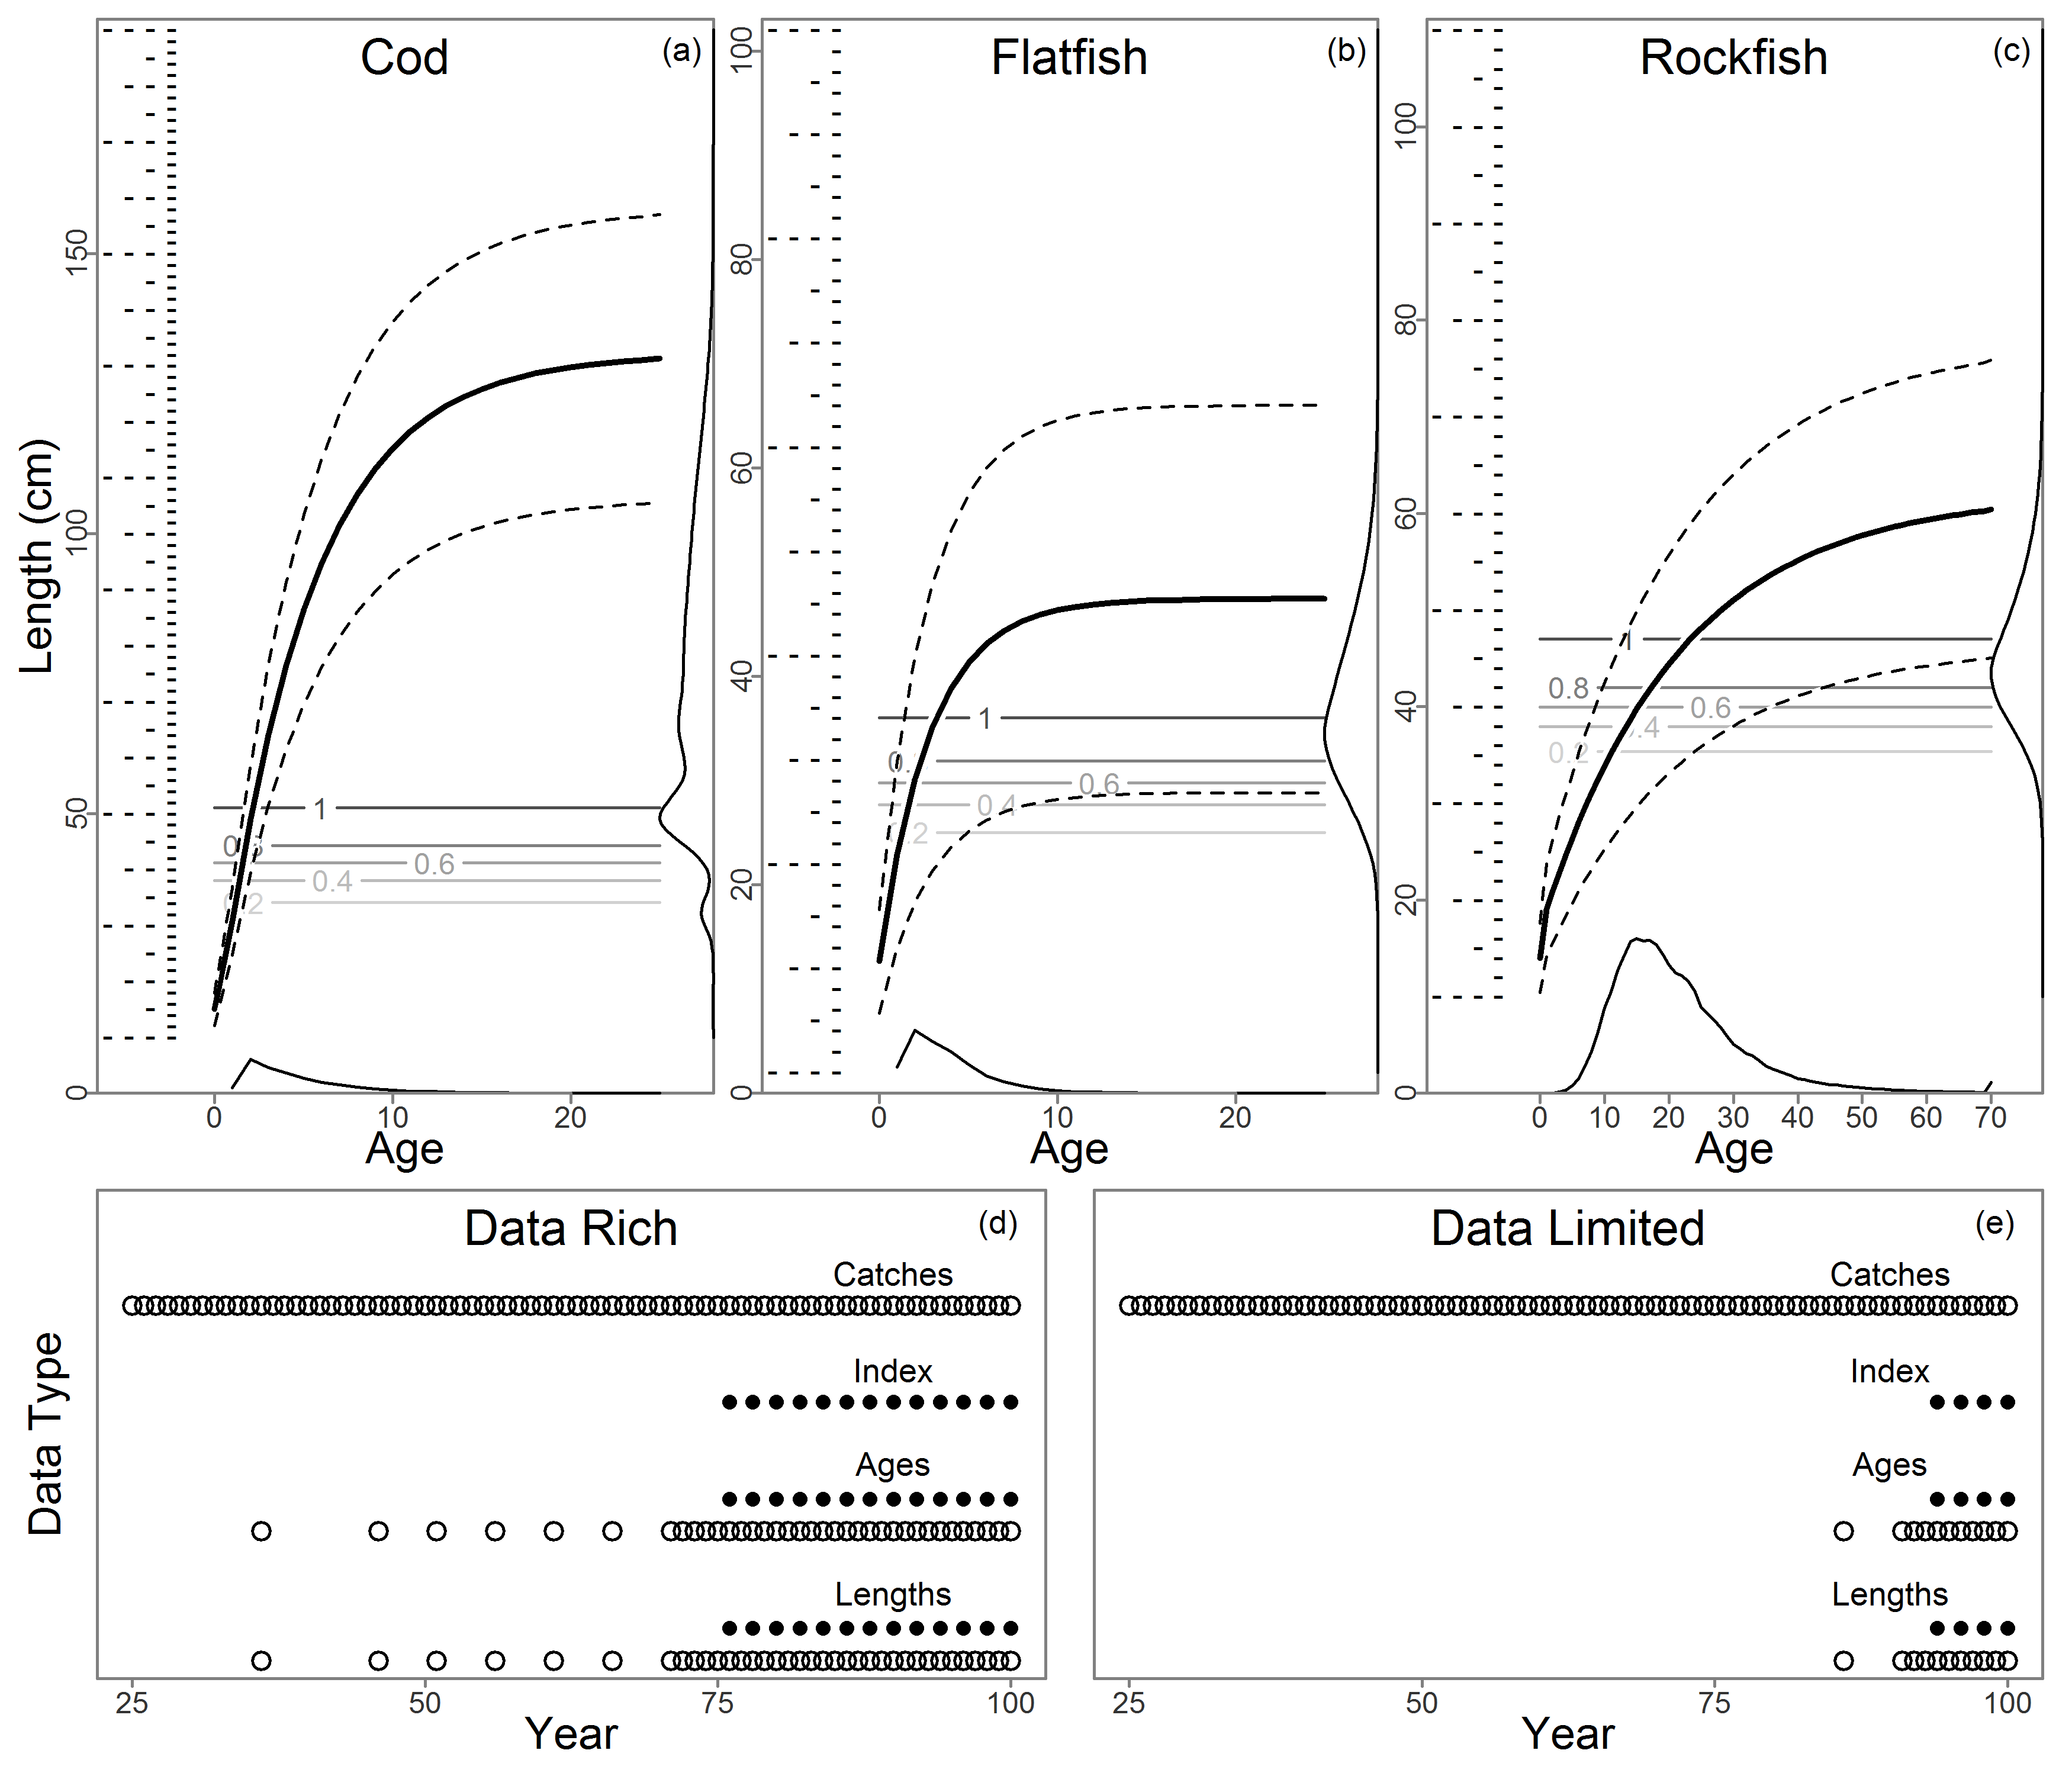 Cod (a)
Flatfish (b)
Rockfish (c)
Length (cm)
0 50 100 150
1
0.6
0.4
0 10 20
Age
0 20 40 60 80 100
1
0.6
0.4
0 10 20
Age
0 20 40 60 80 100
1
0.8
0.6
0.2
0 10 20 30 40 50 60 70
Age
Data Type
Data Rich (d)
Catches
Index
Ages
Lengths
25 50 75 100
Year
Data Limited (e)
Catches
Index
Ages
Lengths
25 50 75 100
Year